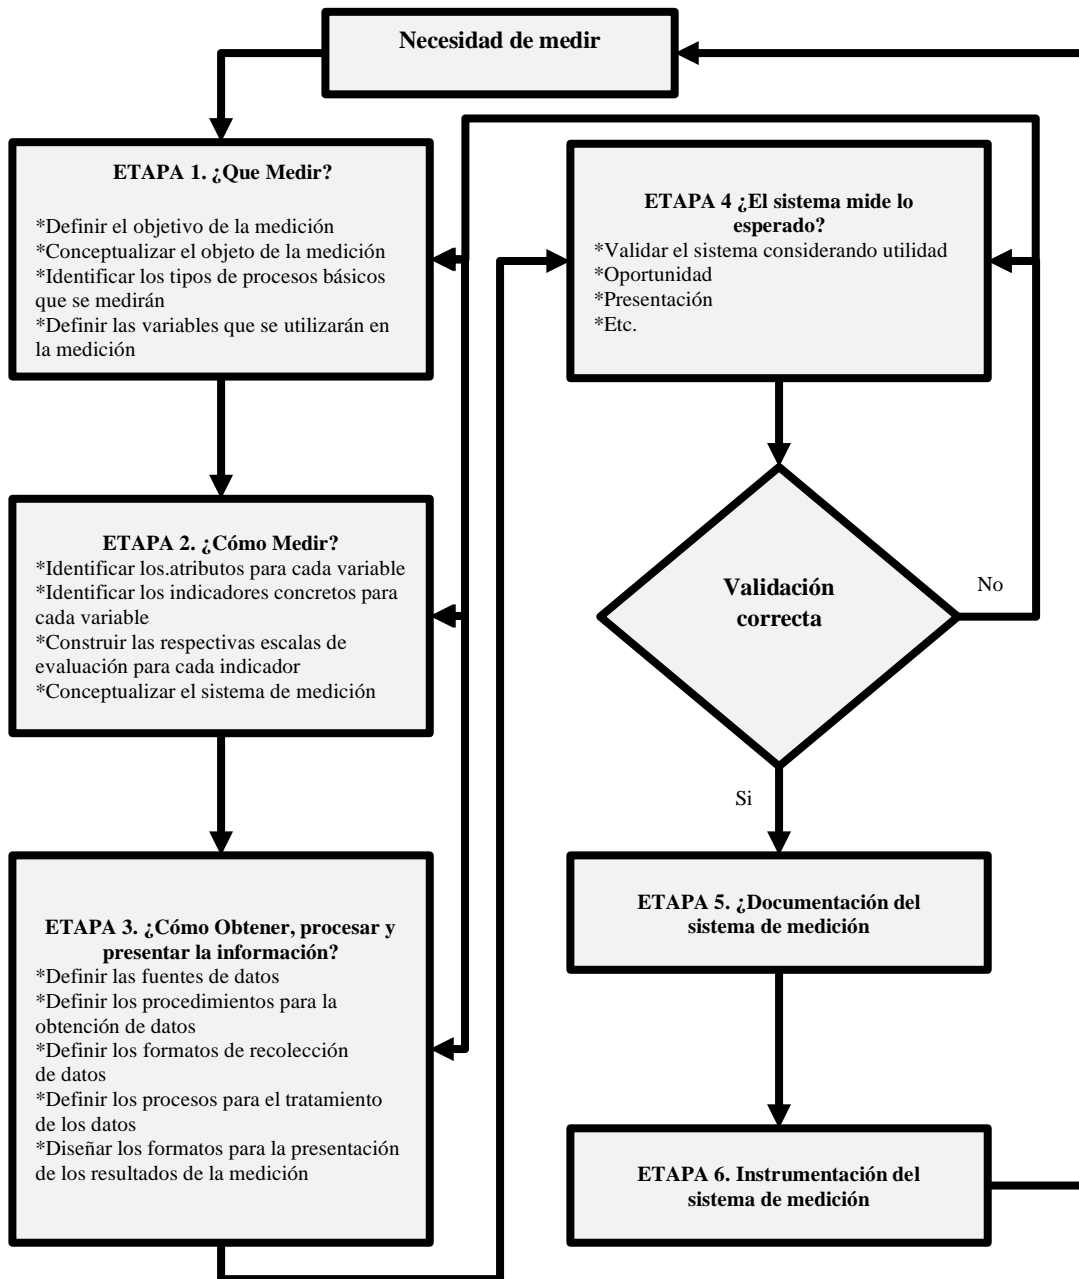 Necesidad de medir
ETAPA 1. ¿Que Medir?
*Definir el objetivo de la medición
*Conceptualizar el objeto de la medición
*Identificar los tipos de procesos básicos
que se medirán
*Definir las variables que se utilizarán en
la medición
ETAPA 2. ¿Cómo Medir?
*Identificar los.atributos para cada variable
*Identificar los indicadores concretos para
cada variable
*Construir las respectivas escalas de
evaluación para cada indicador
*Conceptualizar el sistema de medición
ETAPA 3. ¿Cómo Obtener, procesar y
presentar la información?
*Definir las fuentes de datos
*Definir los procedimientos para la
obtención de datos
*Definir los formatos de recolección
de datos
*Definir los procesos para el tratamiento
de los datos
*Diseñar los formatos para la presentación
de los resultados de la medición
ETAPA 4 ¿El sistema mide lo
esperado?
*Validar el sistema considerando utilidad
*Oportunidad
*Presentación
*Etc.
Validación
correcta
No
Si
ETAPA 5. ¿Documentación del
sistema de medición
ETAPA 6. Instrumentación del
sistema de medición